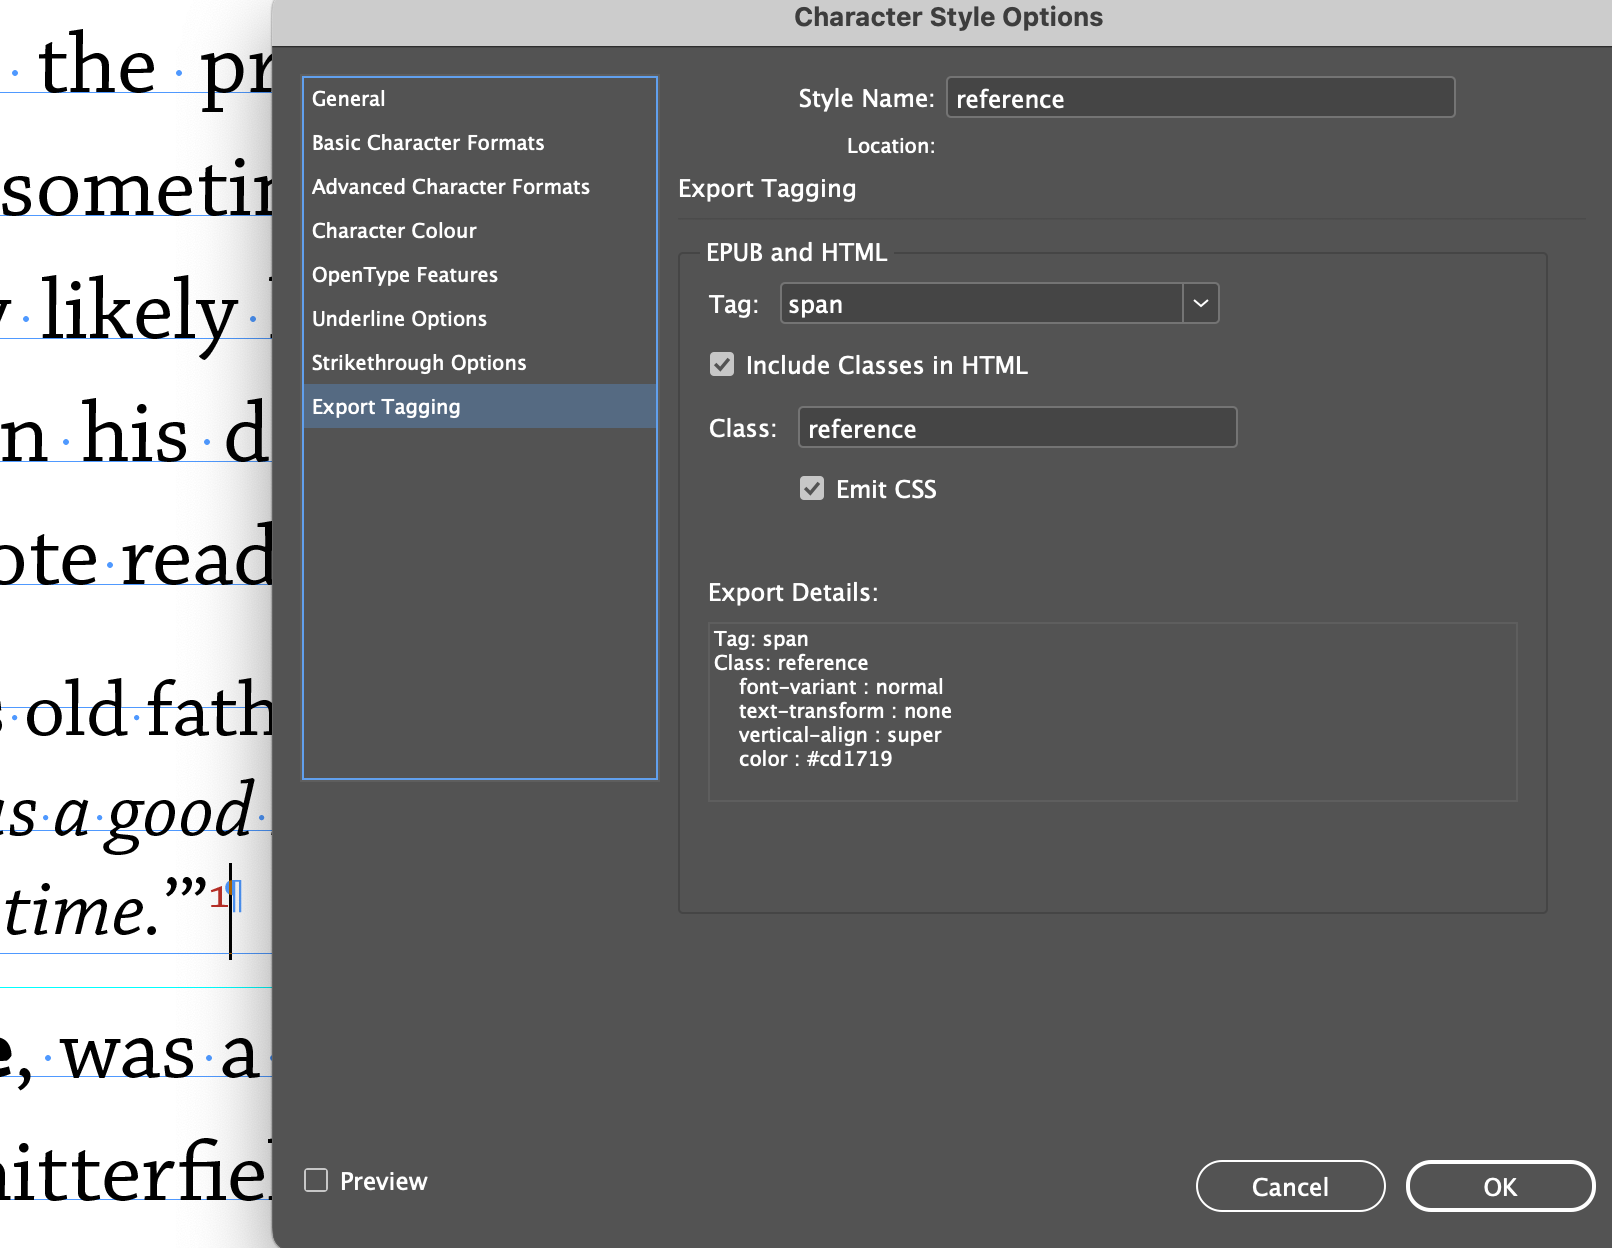 Character Style Options
the pr
sometin
likely
n his d
ote read
old fath
as a good
time.’”1¶
e, was a
nitterfiel
General
Basic Character Formats
Advanced Character Formats
Character Colour
OpenType Features
Underline Options
Strikethrough Options
Export Tagging
Style Name: reference
Location:
Export Tagging
EPUB and HTML
Tag: span
Include Classes in HTML
Class: reference
Emit CSS
Export Details:
Tag: span
Class: reference
font-variant : normal
text-transform : none
vertical-align : super
color : #cd1719
Preview
Cancel
OK